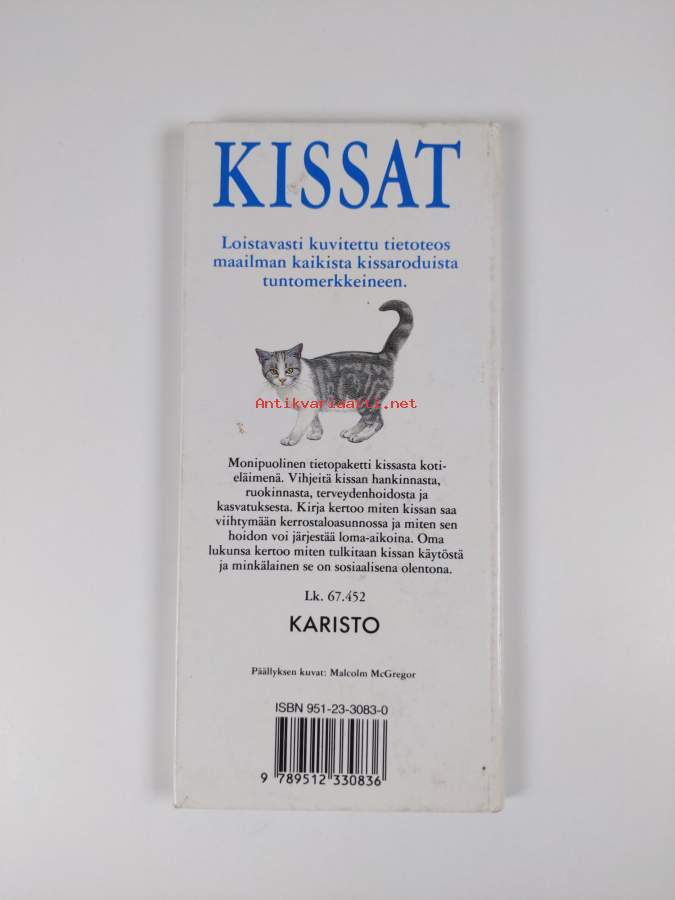 KISSAT
Loistavasti kuvitettu tietoteos
maailman kaikista kissaroduista
tuntomerkkeineen.
Antikvariaatti.net
Monipuolinen tietopaketti kissasta koti-
eläimenä. Vihjeitä kissan hankinnasta,
ruokinnasta, terveydenhoidosta ja
kasvatuksesta. Kirja kertoo miten kissan saa
viihtymään kerrostaloasunnossa ja miten sen
hoidon voi järjestää loma-aikoina. Oma
lukunsa kertoo miten tulkitaan kissan käytöstä
ja minkälainen se on sosiaalisena olentona.
Lk. 67.452
KARISTO
Päällyksen kuvat: Malcolm McGregor
ISBN 951-23-3083-0
9 789512 330836